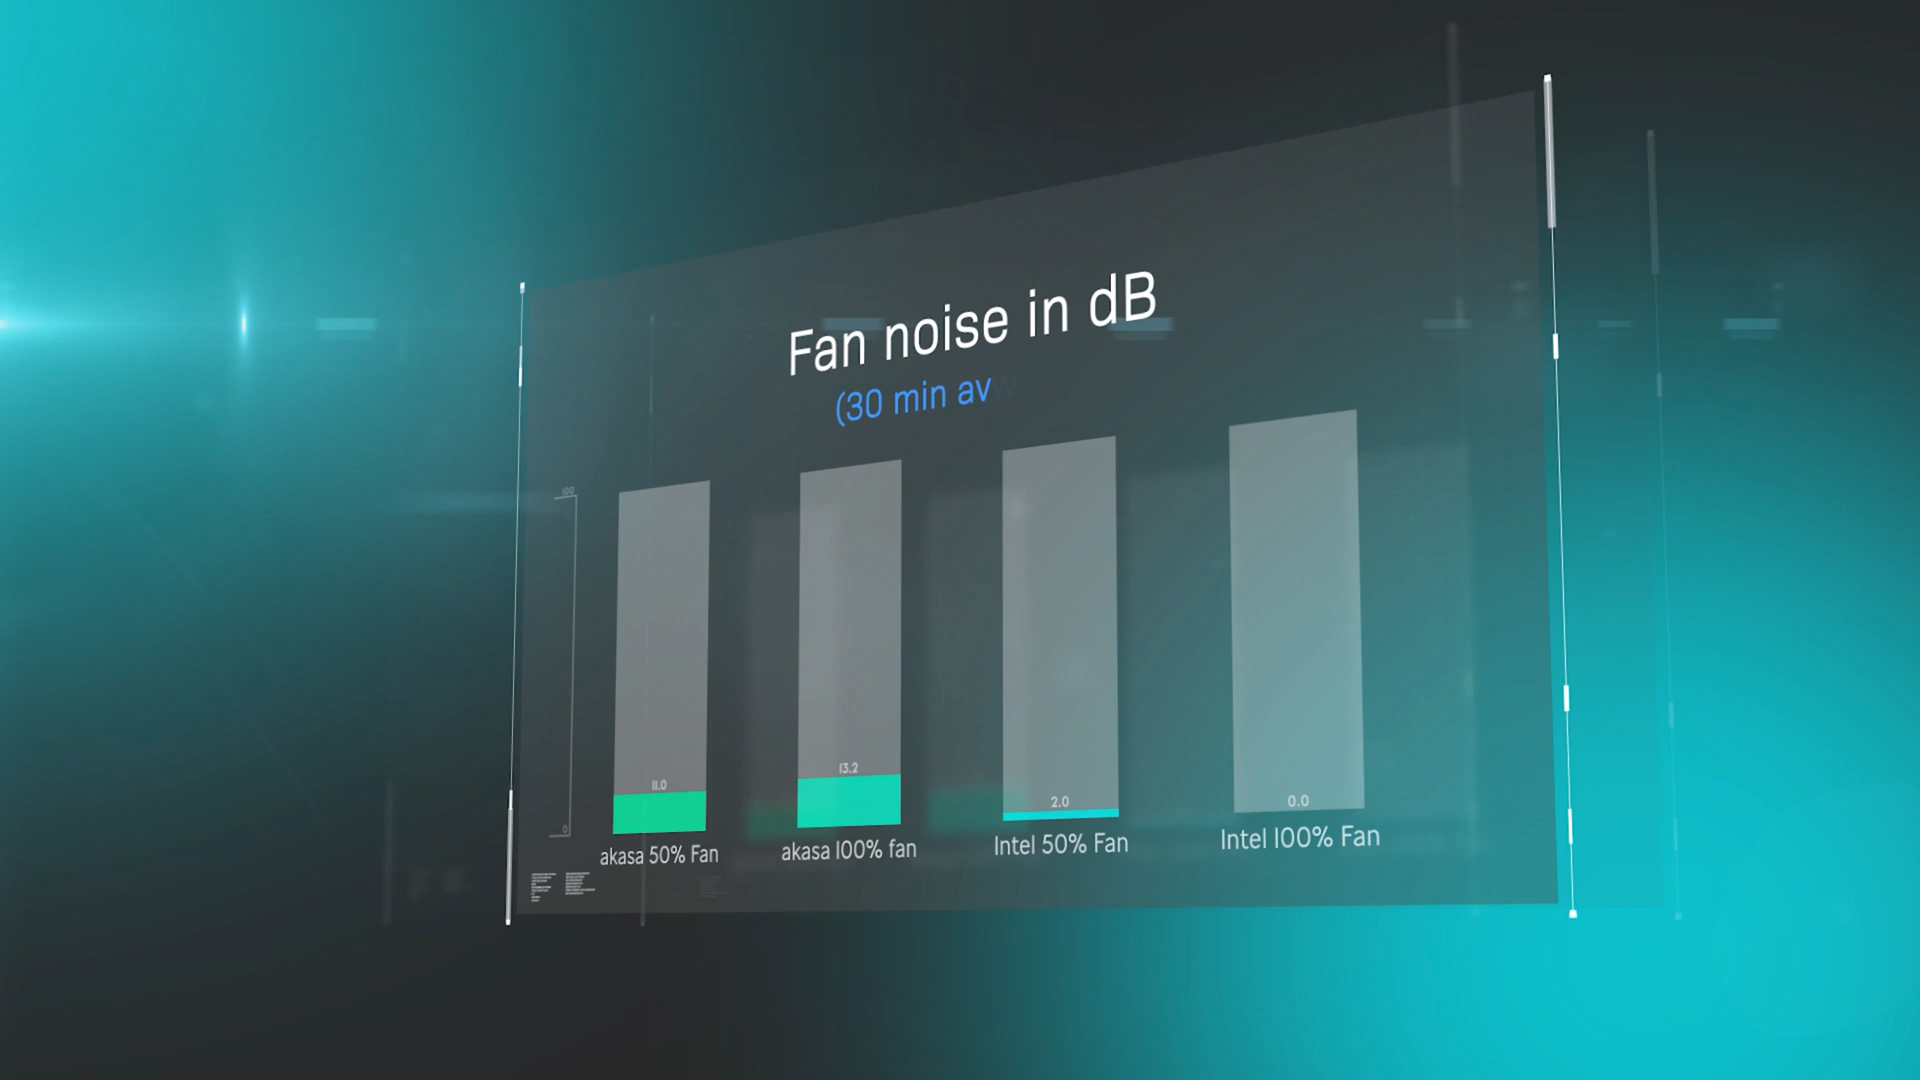 Fan noise in dB
(30 min av
100
11.0
13.2
2.0
0.0
0
akasa 50% Fan
akasa 100% fan
Intel 50% Fan
Intel 100% Fan